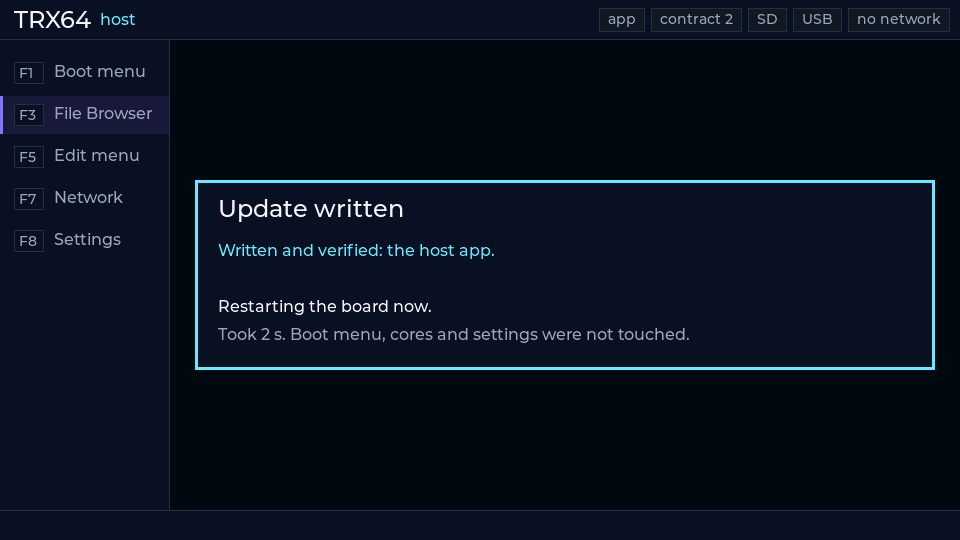 TRX64 host
app contract 2 SD USB no network
F1 Boot menu
F3 File Browser
F5 Edit menu
F7 Network
F8 Settings
Update written
Written and verified: the host app.
Restarting the board now.
Took 2 s. Boot menu, cores and settings were not touched.